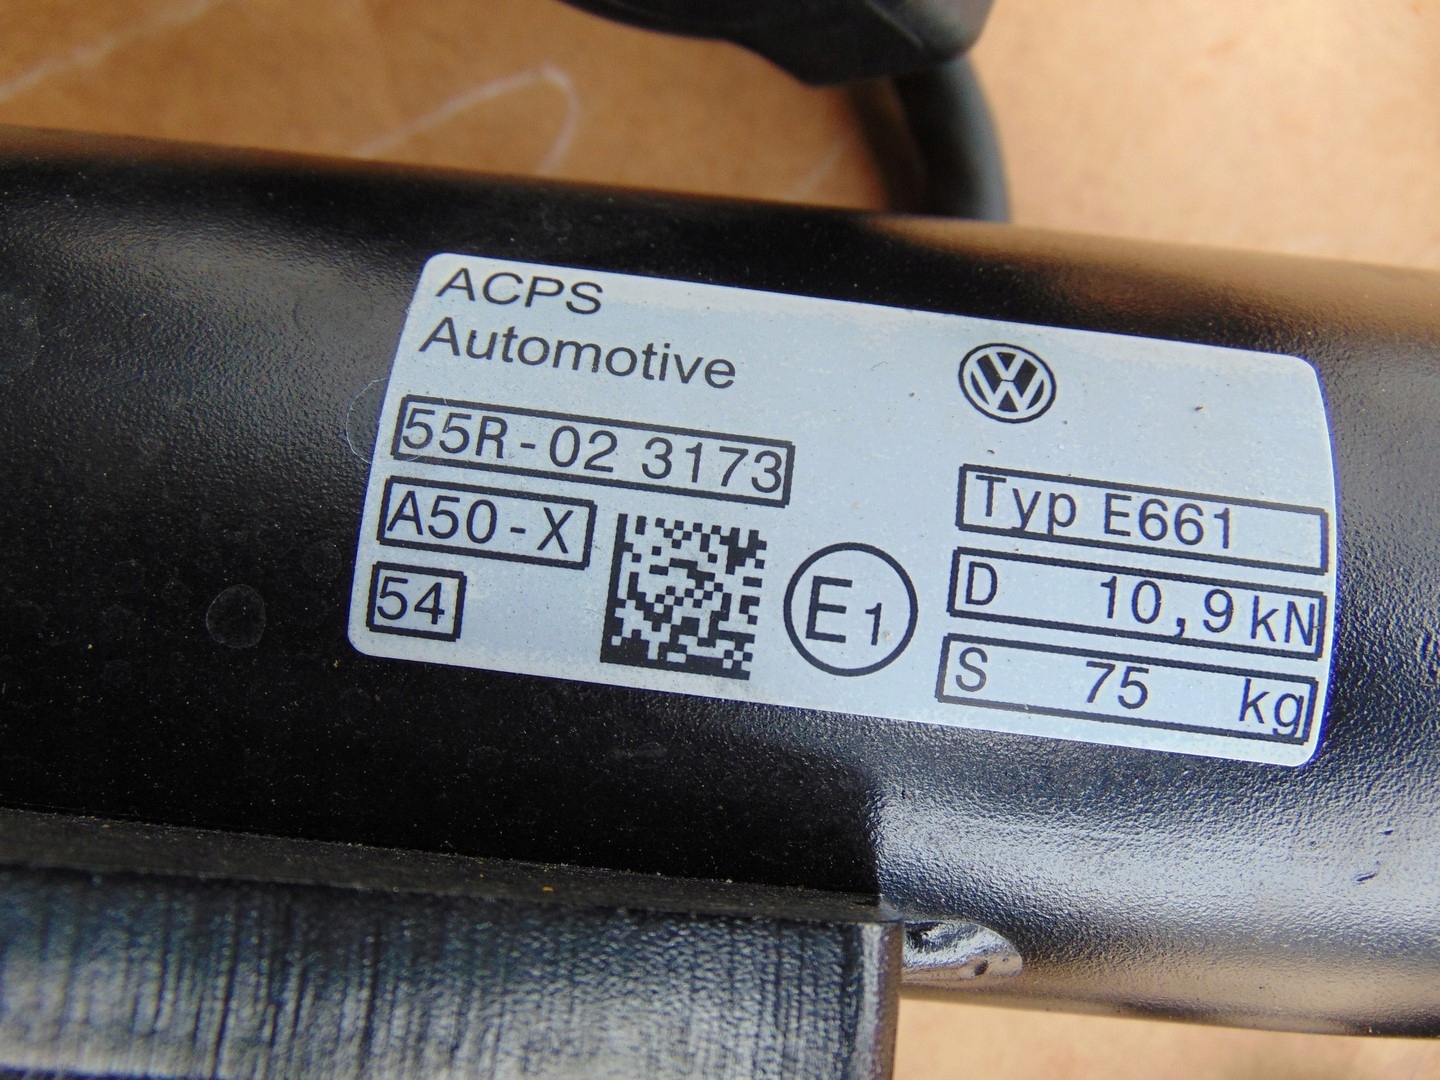 ACPS
Automotive
55R-02 3173
A50-X
54
E1
Typ E661
D 10,9 kN
S 75 kg